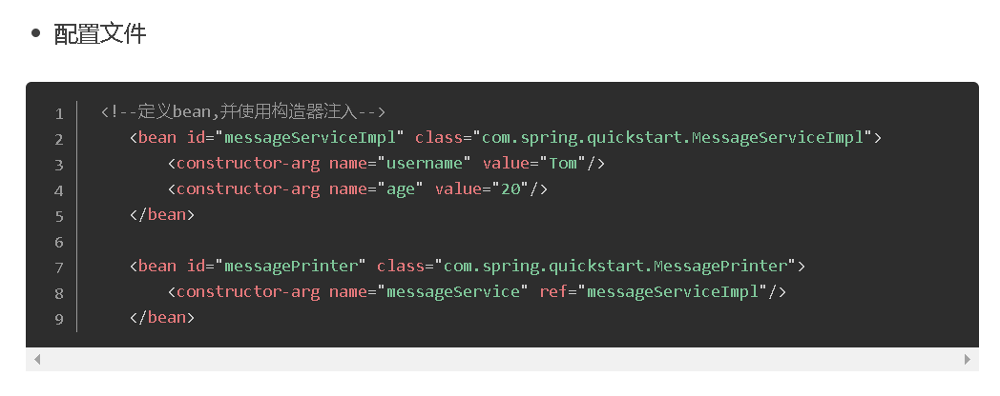 配置文件
1 <!--定义bean,并使用构造器注入-->
2 <bean id="messageServiceImpl" class="com.spring.quickstart.MessageServiceImpl">
3 <constructor-arg name="username" value="Tom"/>
4 <constructor-arg name="age" value="20"/>
5 </bean>
6
7 <bean id="messagePrinter" class="com.spring.quickstart.MessagePrinter">
8 <constructor-arg name="messageService" ref="messageServiceImpl"/>
9 </bean>